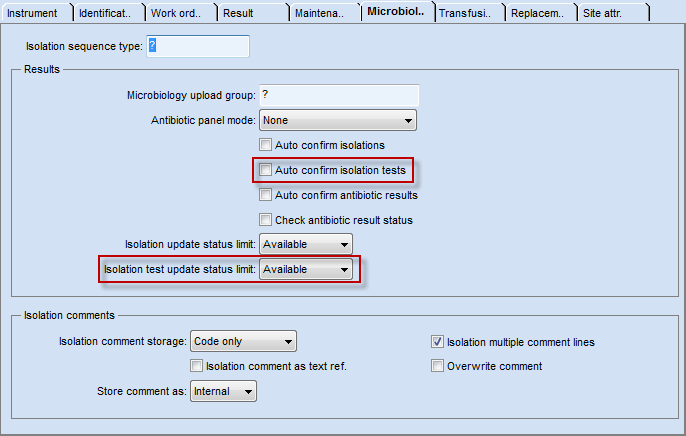 Instrument Identificat.. Work ord.. Result Maintena.. Microbiol.. Transfusi.. Replacem.. Site attr.
Isolation sequence type: ?
Results
Microbiology upload group: ?
Antibiotic panel mode: None
Auto confirm isolations
Auto confirm isolation tests
Auto confirm antibiotic results
Check antibiotic result status
Isolation update status limit: Available
Isolation test update status limit: Available
Isolation comments
Isolation comment storage: Code only Isolation multiple comment lines
Isolation comment as text ref. Overwrite comment
Store comment as: Internal